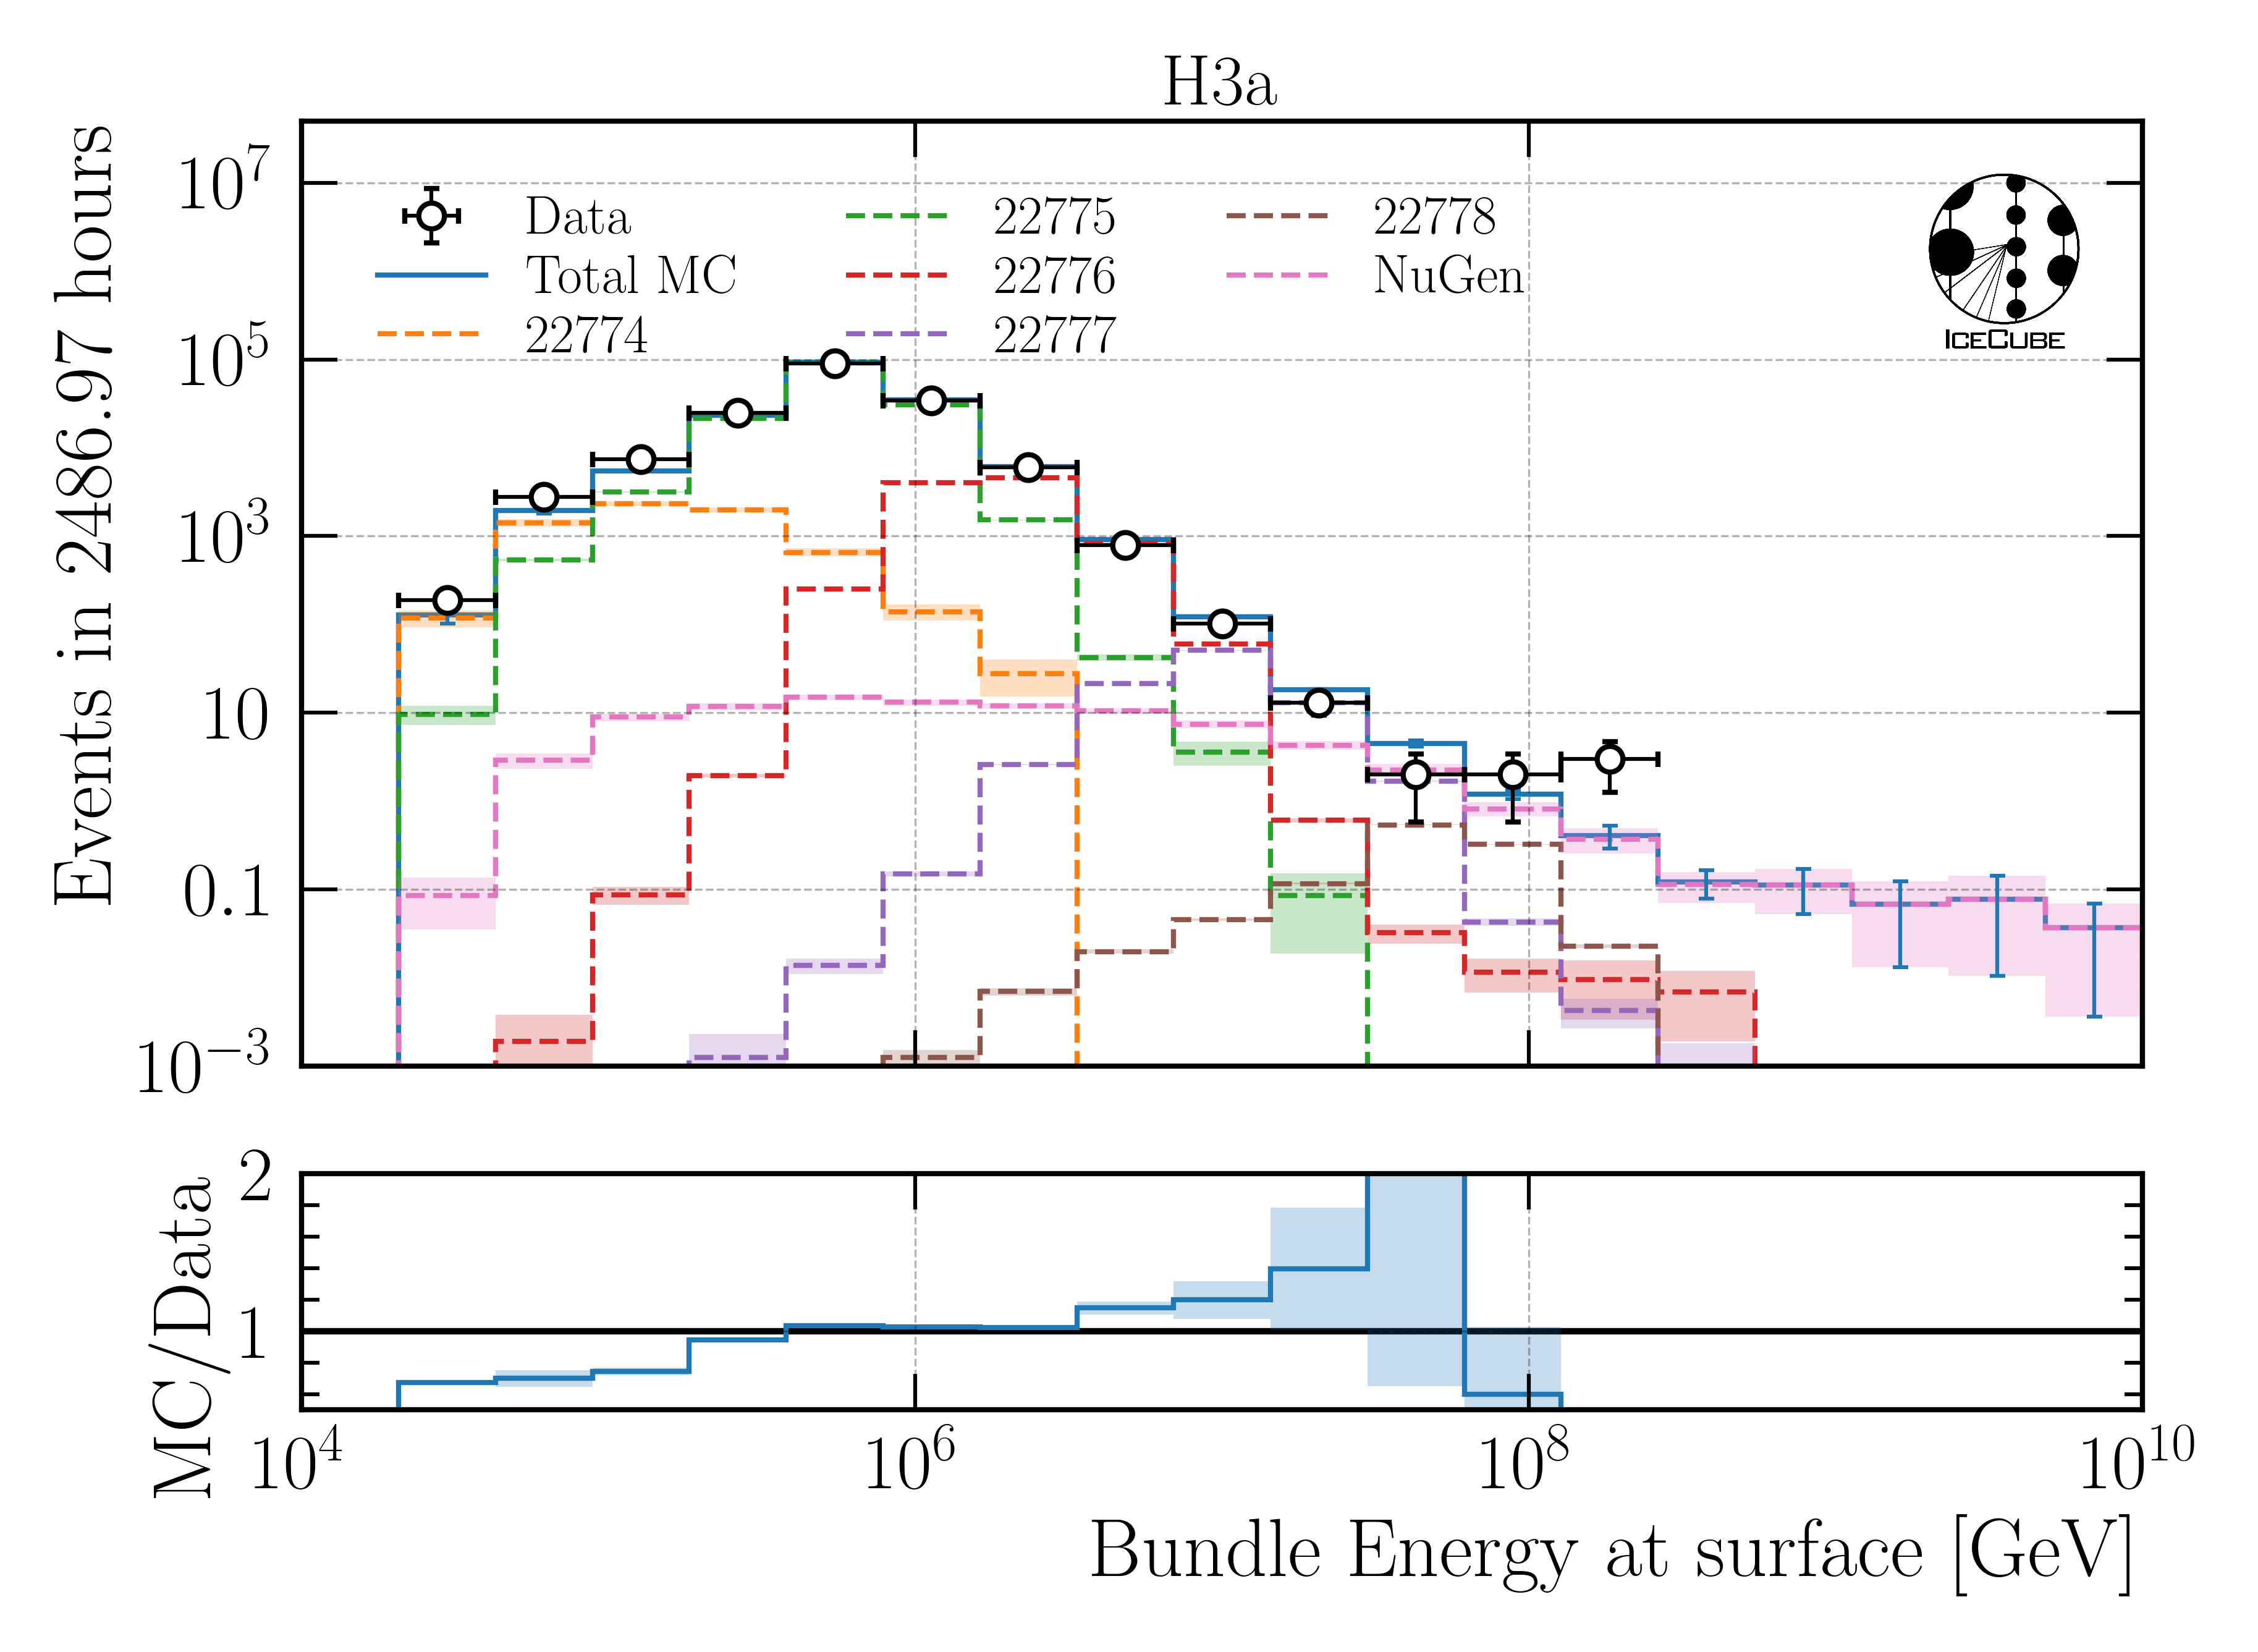 H3a
Events in 2486.97 hours
10^7
10^5
10^3
10
0.1
10^−3
Data
Total MC
22774
22775
22776
22777
22778
NuGen
ICECUBE
MC/Data
2
1
10^4
10^6
10^8
10^10
Bundle Energy at surface [GeV]